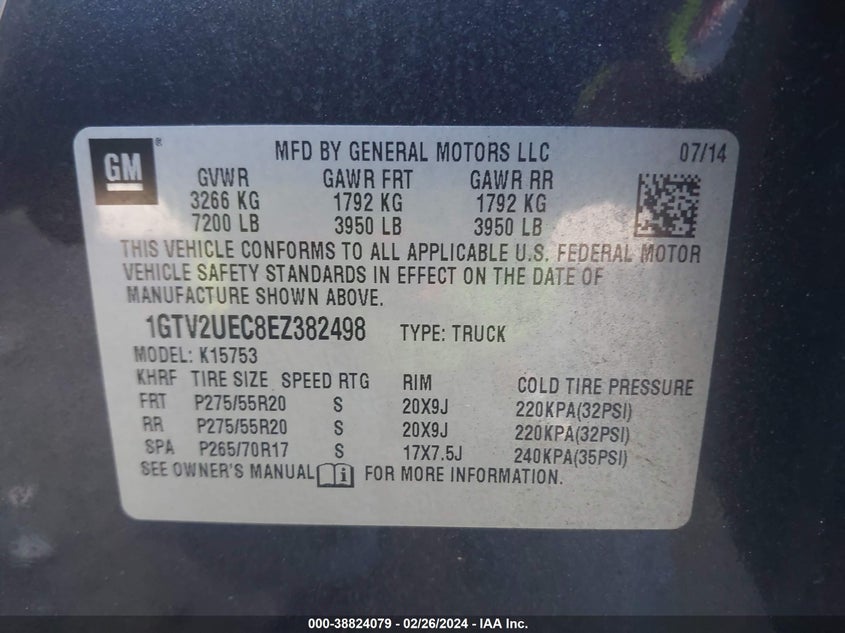 GM ® MFD BY GENERAL MOTORS LLC 07/14
GVWR GAWR FRT GAWR RR
3266 KG 1792 KG 1792 KG
7200 LB 3950 LB 3950 LB
THIS VEHICLE CONFORMS TO ALL APPLICABLE U.S. FEDERAL MOTOR
VEHICLE SAFETY STANDARDS IN EFFECT ON THE DATE OF
MANUFACTURE SHOWN ABOVE.
1GTV2UEC8EZ382498 TYPE: TRUCK
MODEL: K15753
KHRF TIRE SIZE SPEED RTG RIM COLD TIRE PRESSURE
FRT P275/55R20 S 20X9J 220KPA(32PSI)
RR P275/55R20 S 20X9J 220KPA(32PSI)
SPA P265/70R17 S 17X7.5J 240KPA(35PSI)
SEE OWNER'S MANUAL FOR MORE INFORMATION.
000-38824079 - 02/26/2024 - IAA Inc.